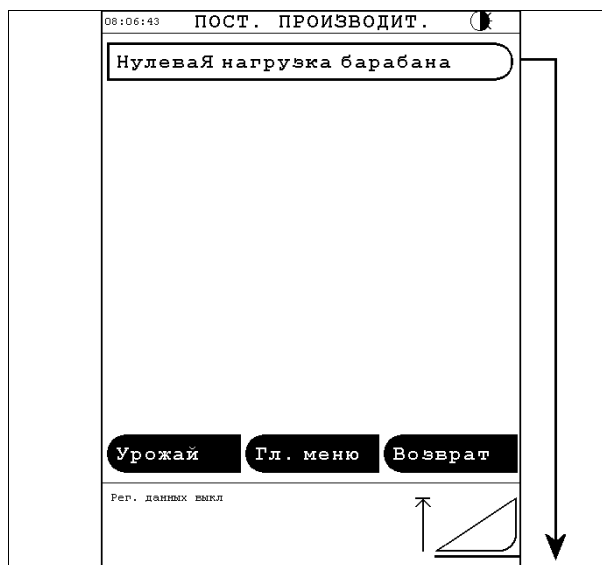 08:06:43 ПОСТ. ПРОИЗВОДИТ.
НулеваЯ нагрузка барабана
Урожай Гл. меню Возврат
Рег. данных выкл